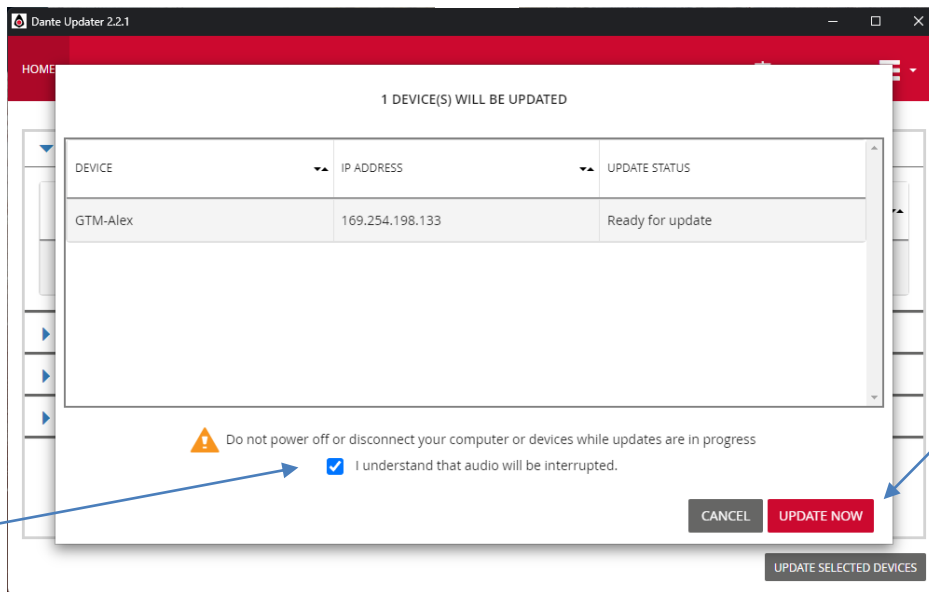 Dante Updater 2.2.1
HOME
1 DEVICE(S) WILL BE UPDATED
DEVICE IP ADDRESS UPDATE STATUS
GTM-Alex 169.254.198.133 Ready for update
Do not power off or disconnect your computer or devices while updates are in progress
I understand that audio will be interrupted.
CANCEL UPDATE NOW
UPDATE SELECTED DEVICES